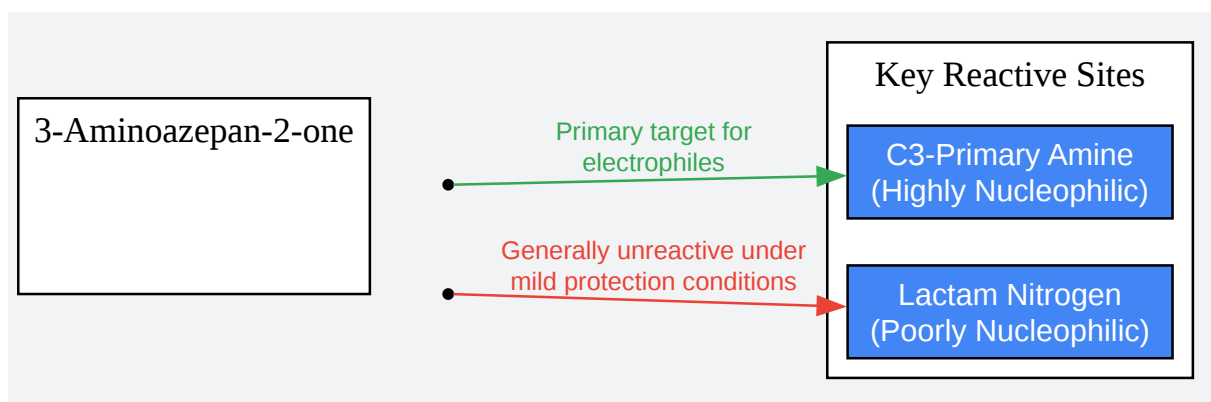 3-Aminoazepan-2-one
Primary target for
electrophiles
Generally unreactive under
mild protection conditions
Key Reactive Sites
C3-Primary Amine
(Highly Nucleophilic)
Lactam Nitrogen
(Poorly Nucleophilic)